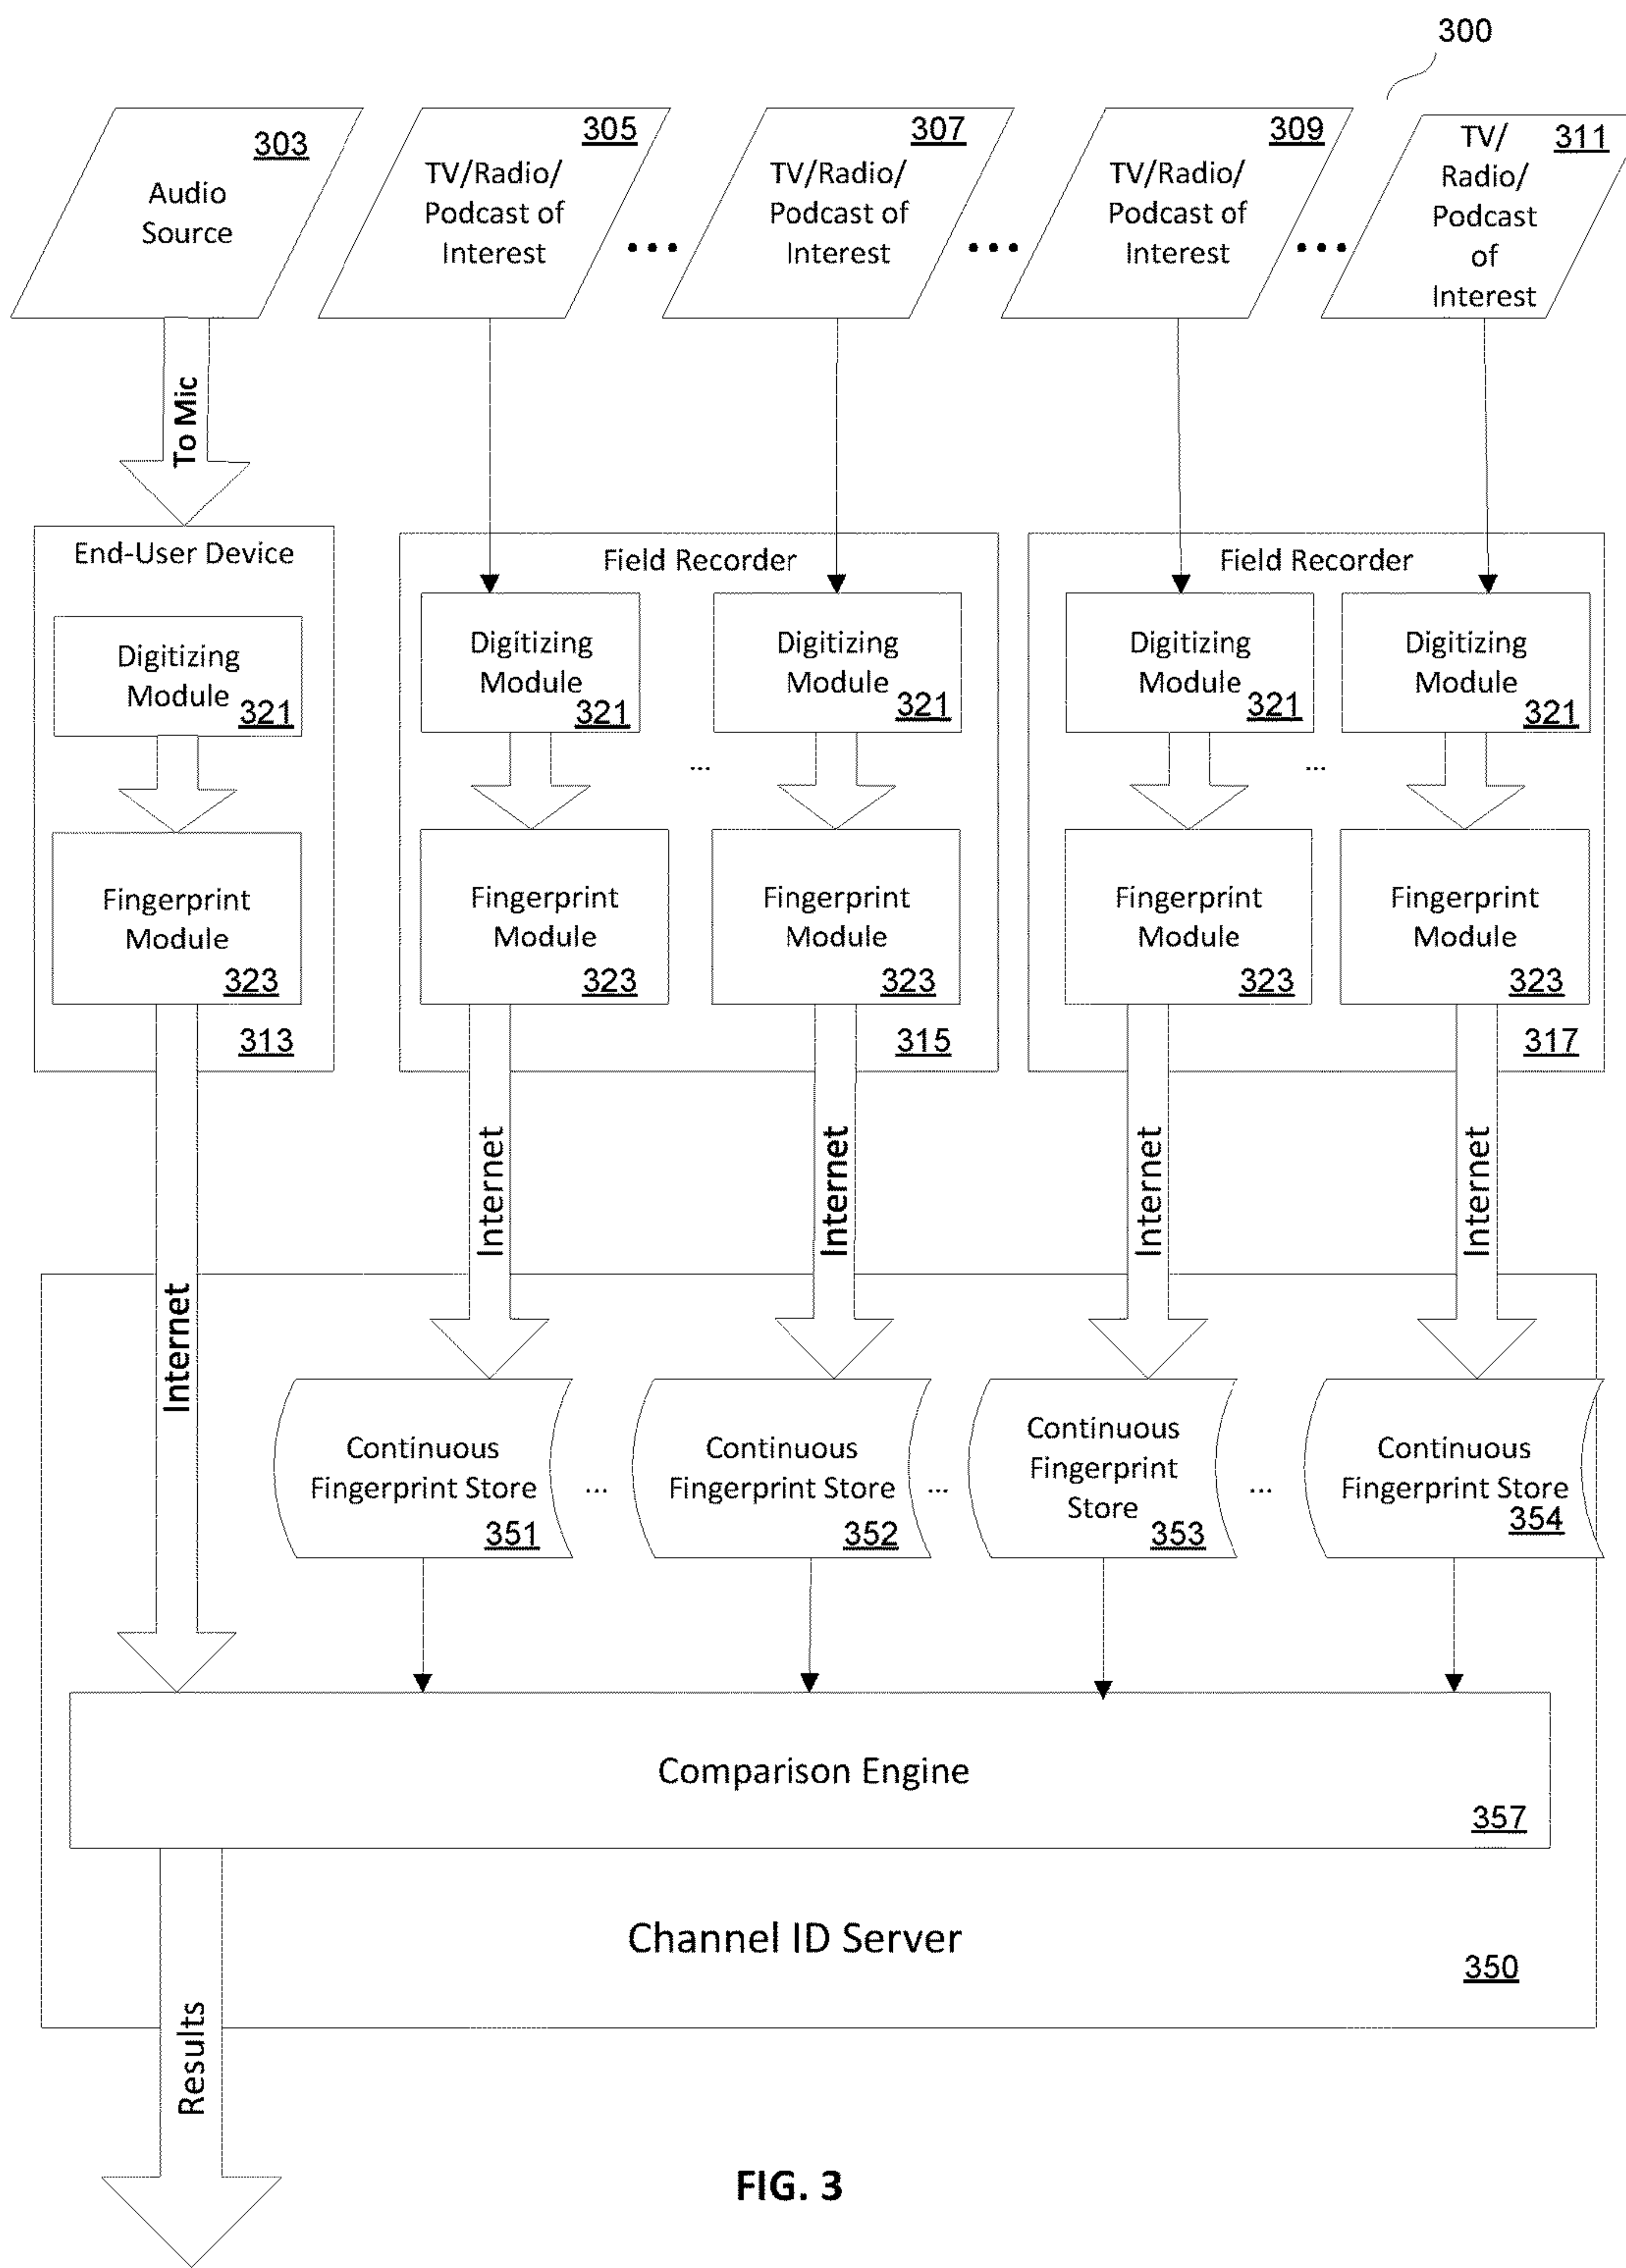 300
303
Audio
Source
305
TV/Radio/
Podcast of
Interest
...
307
TV/Radio/
Podcast of
Interest
...
309
TV/Radio/
Podcast of
Interest
...
311
TV/
Radio/
Podcast
of
Interest
To Mic
End-User Device
Digitizing
Module
321
Fingerprint
Module
323
313
Field Recorder
Digitizing
Module
321
...
Digitizing
Module
321
Fingerprint
Module
323
Fingerprint
Module
323
315
Field Recorder
Digitizing
Module
321
...
Digitizing
Module
321
Fingerprint
Module
323
Fingerprint
Module
323
317
Internet
Internet
Internet
Internet
Internet
Continuous
Fingerprint Store
351
...
Continuous
Fingerprint Store
352
...
Continuous
Fingerprint
Store
353
...
Continuous
Fingerprint Store
354
Comparison Engine
357
Channel ID Server
350
Results
FIG. 3